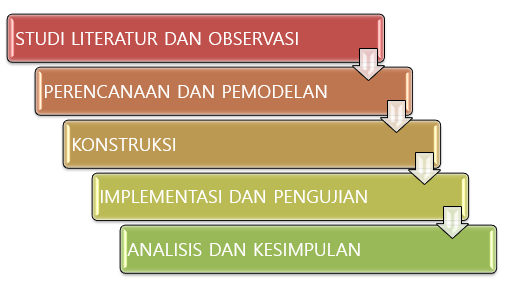 STUDI LITERATUR DAN OBSERVASI
PERENCANAAN DAN PEMODELAN
KONSTRUKSI
IMPLEMENTASI DAN PENGUJIAN
ANALISIS DAN KESIMPULAN